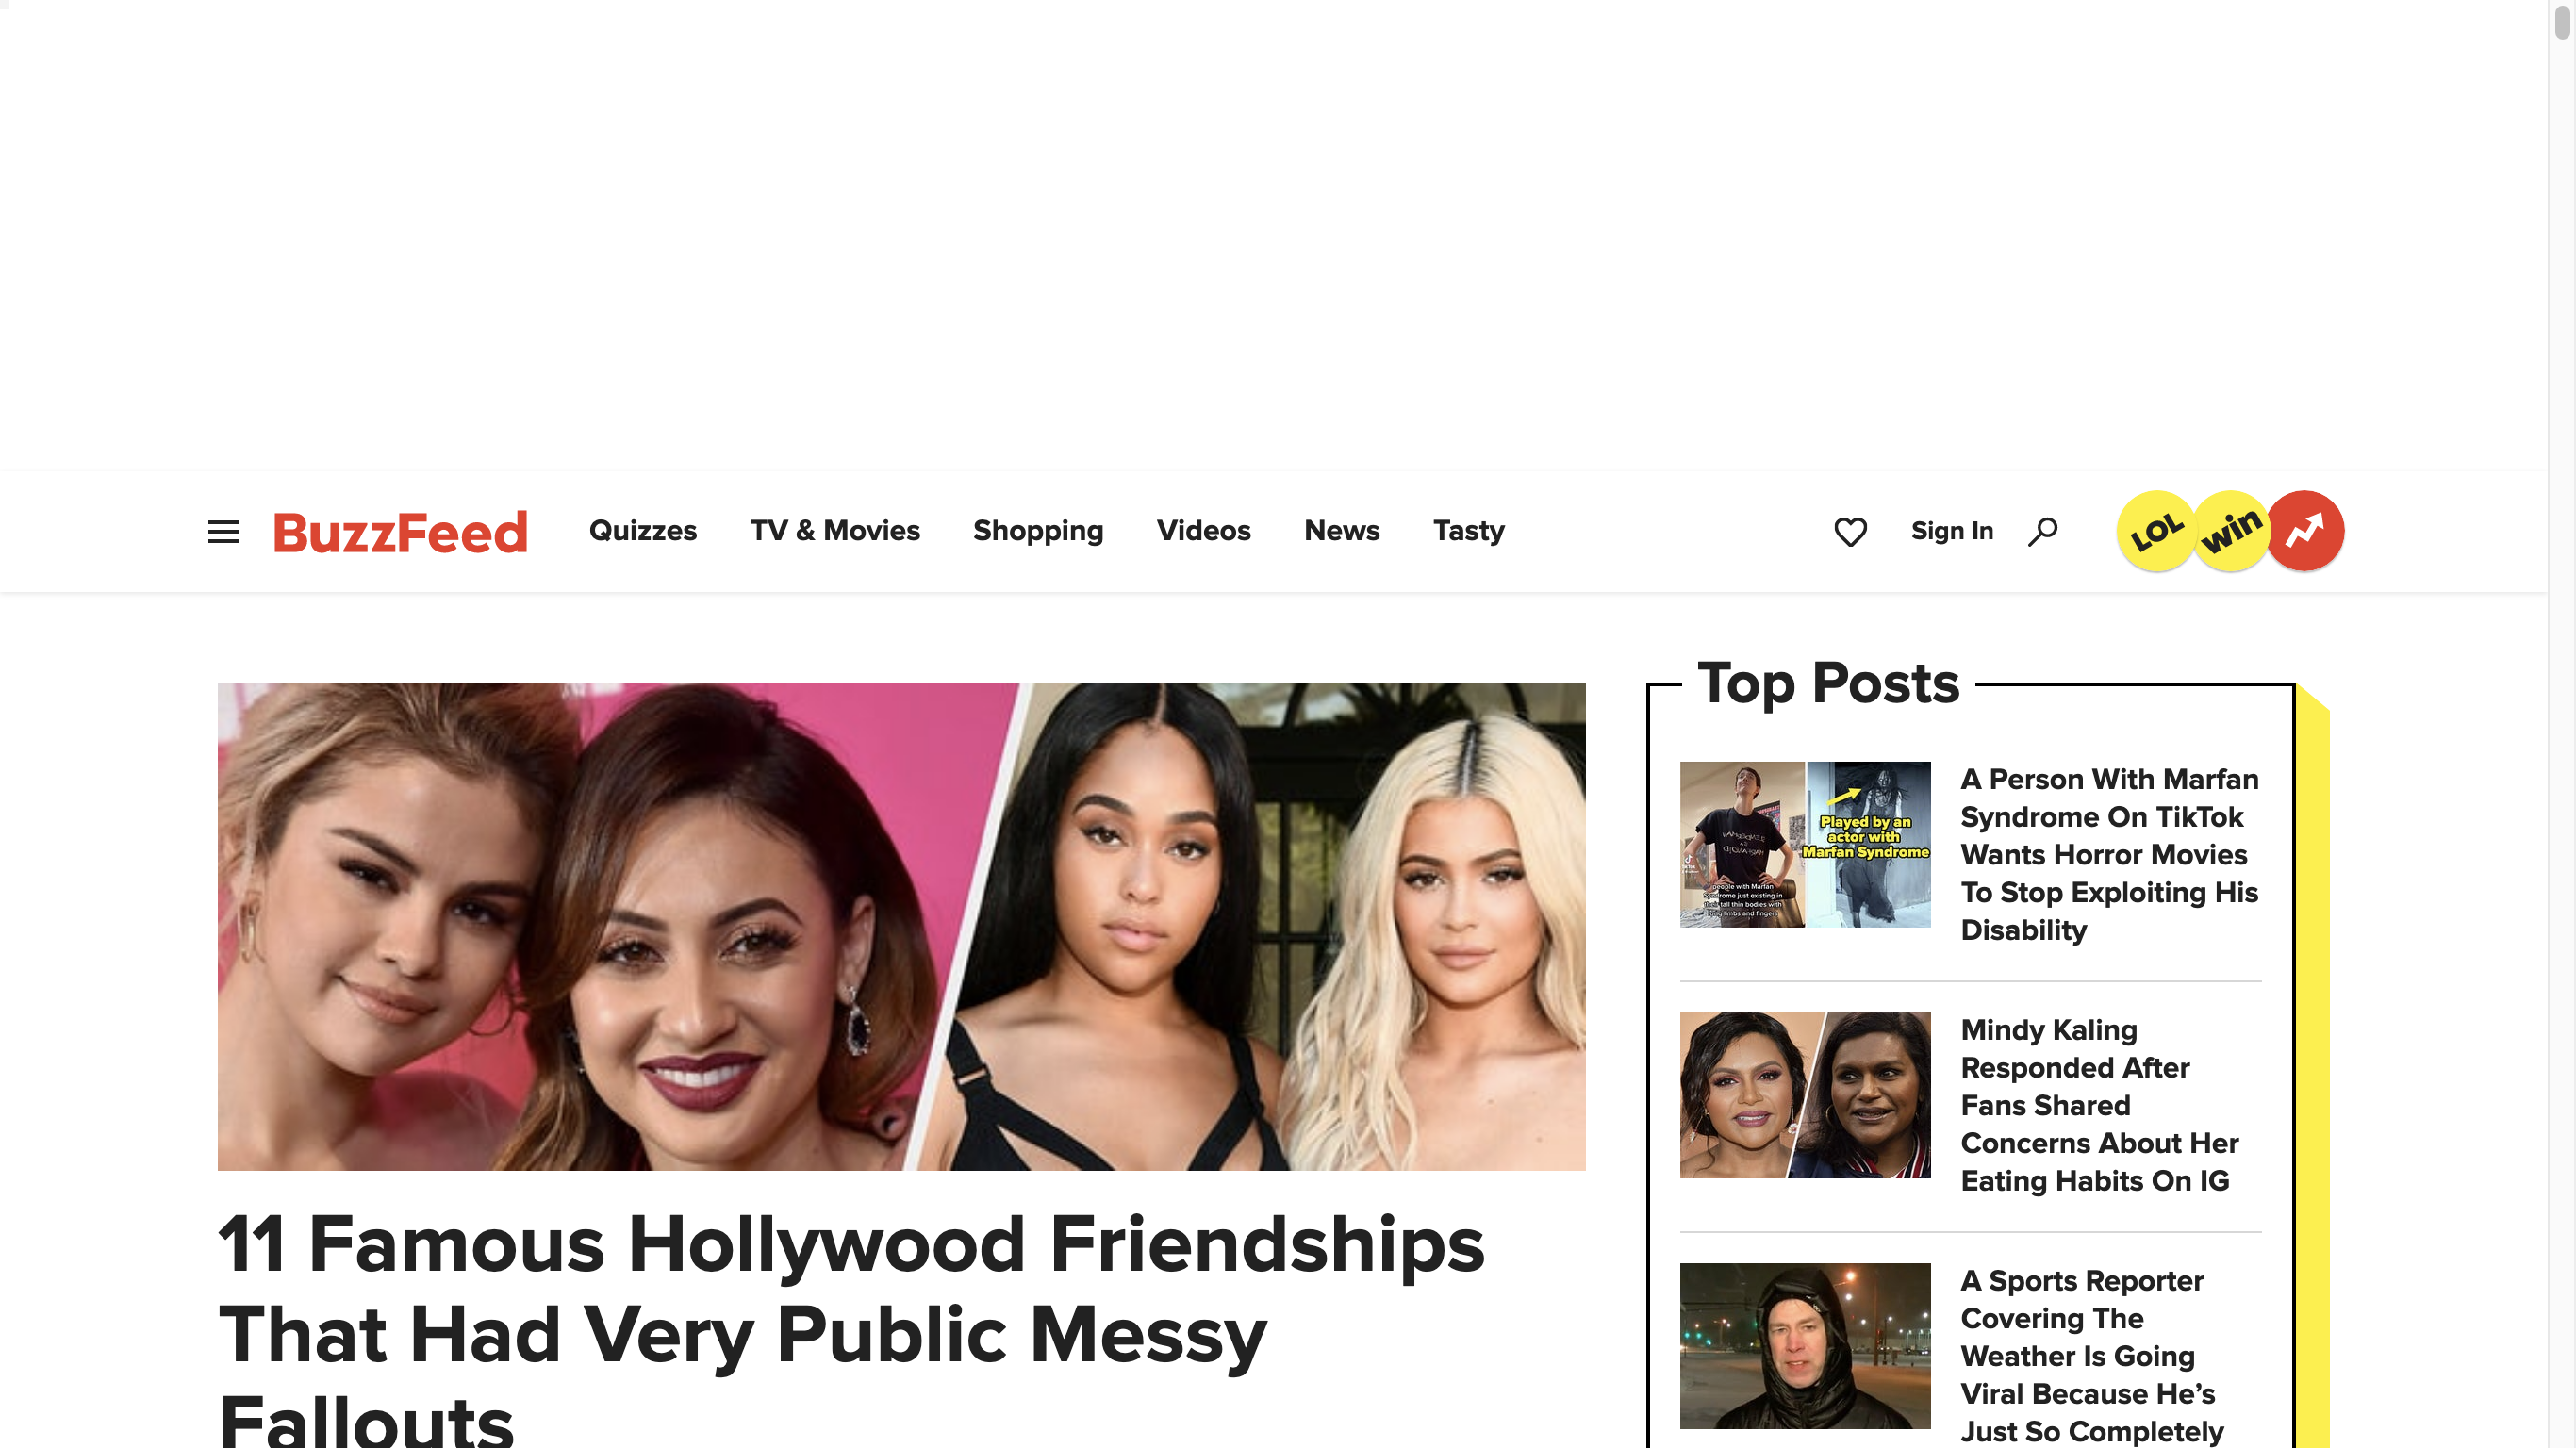 BuzzFeed
Quizzes
TV & Movies
Shopping
Videos
News
Tasty
Sign In
LOL
win
11 Famous Hollywood Friendships
That Had Very Public Messy
Fallouts
Top Posts
Played by an
actor with
Marfan Syndrome
people with Marfan
Syndrome just existing in
their tall thin bodies with
long limbs and fingers
A Person With Marfan
Syndrome On TikTok
Wants Horror Movies
To Stop Exploiting His
Disability
Mindy Kaling
Responded After
Fans Shared
Concerns About Her
Eating Habits On IG
A Sports Reporter
Covering The
Weather Is Going
Viral Because He’s
Just So Completely